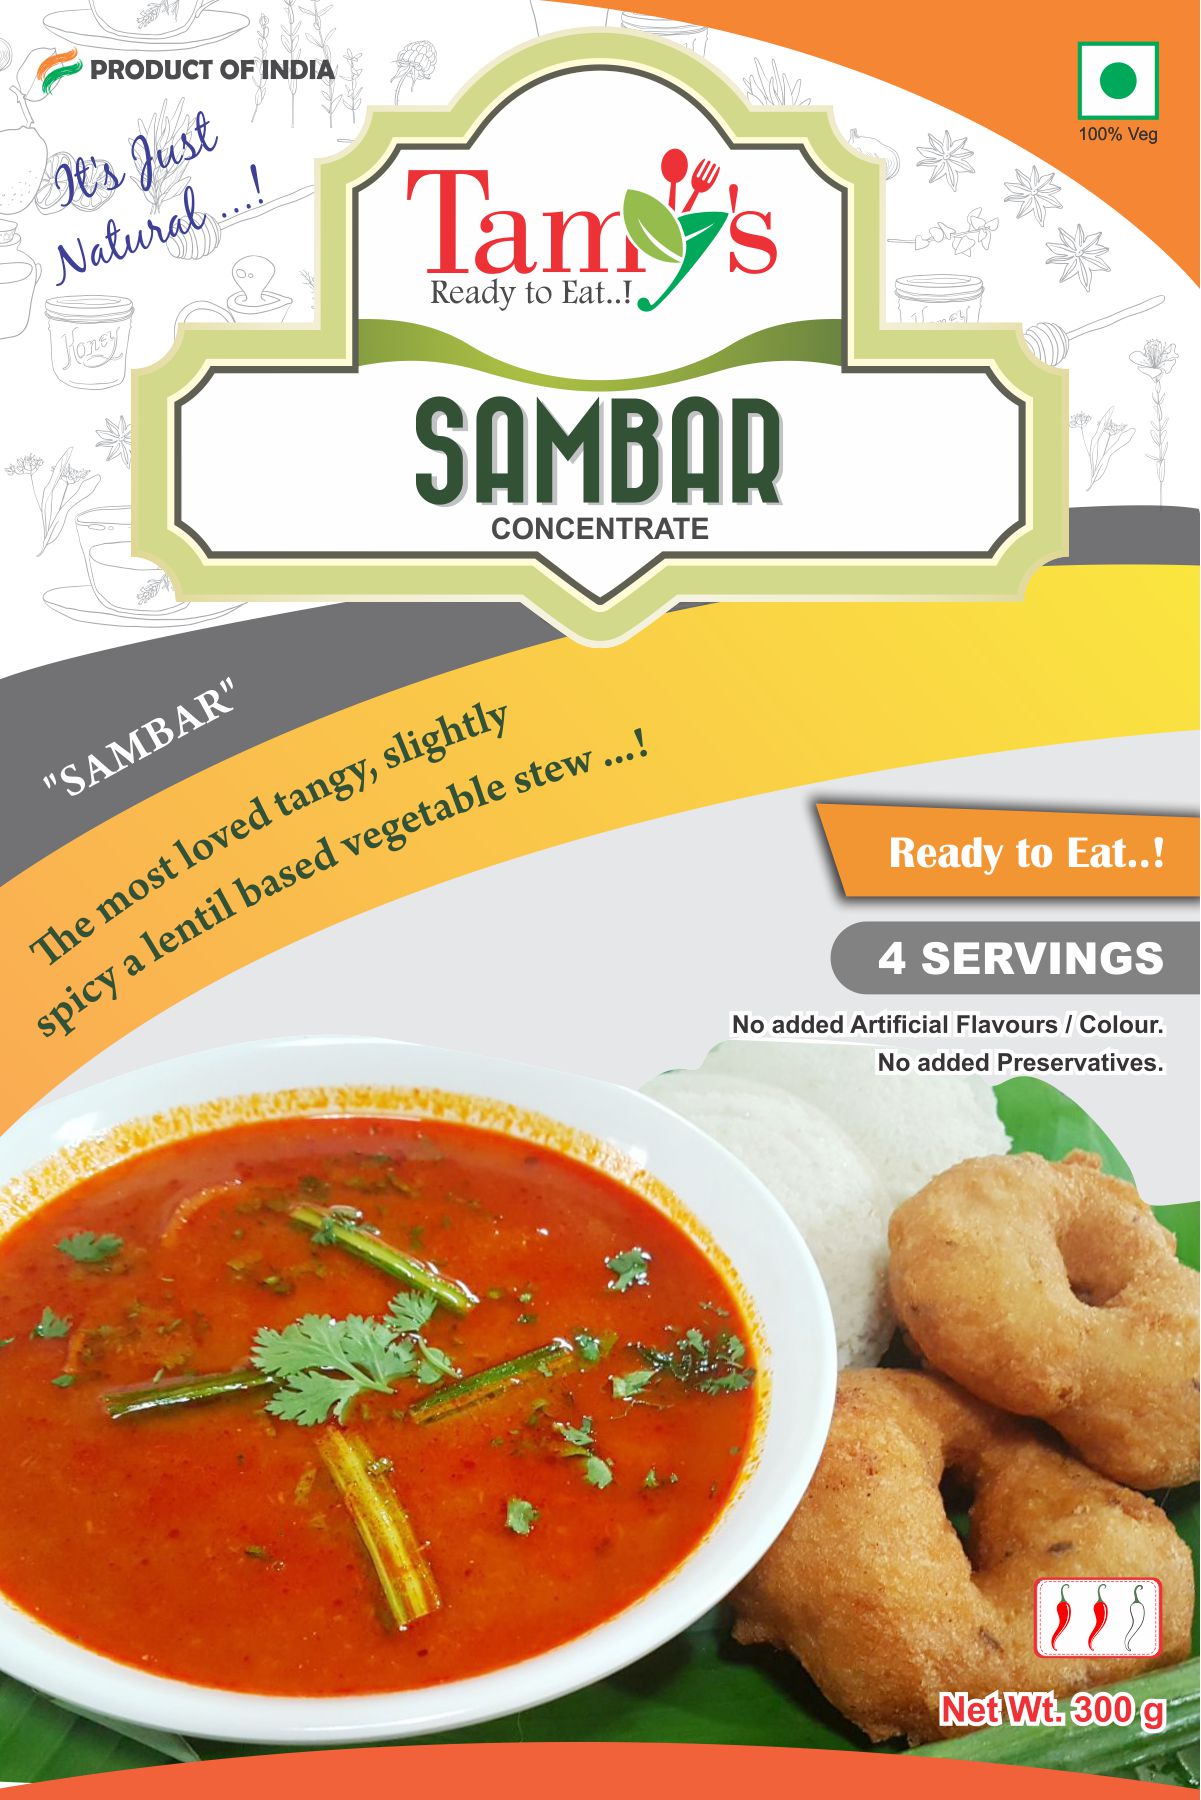 PRODUCT OF INDIA
It's Just
Natural ...!
100% Veg
Tamy's
Ready to Eat..!
Honey
Honey
SAMBAR
CONCENTRATE
"SAMBAR"
The most loved tangy, slightly
spicy a lentil based vegetable stew ...!
Ready to Eat..!
4 SERVINGS
No added Artificial Flavours / Colour.
No added Preservatives.
Net Wt. 300 g